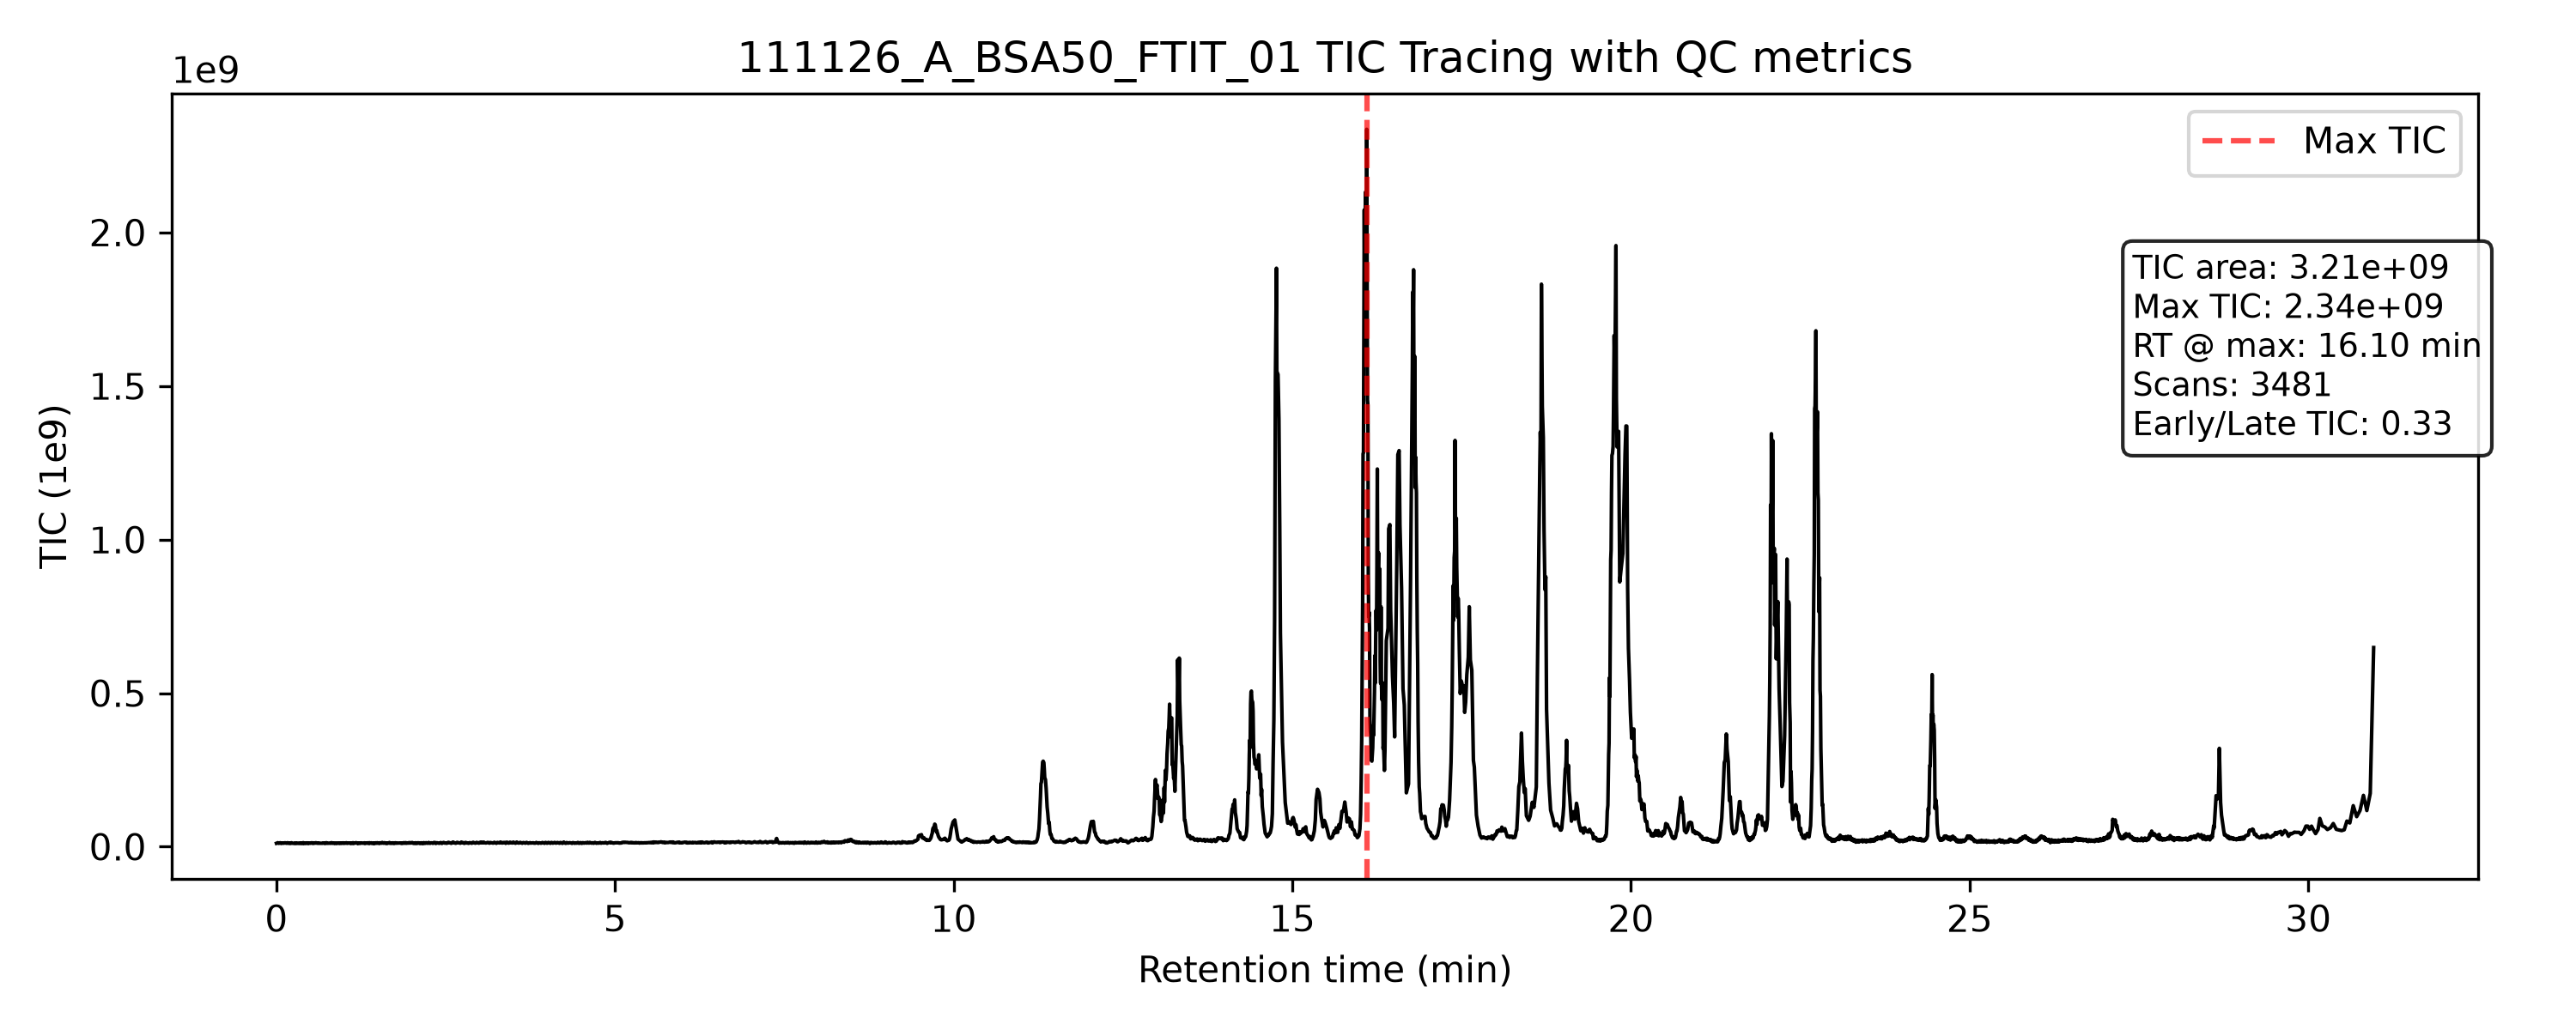 111126_A_BSA50_FTIT_01 TIC Tracing with QC metrics
1e9
Max TIC
TIC area: 3.21e+09
Max TIC: 2.34e+09
RT @ max: 16.10 min
Scans: 3481
Early/Late TIC: 0.33
TIC (1e9)
2.0
1.5
1.0
0.5
0.0
0 5 10 15 20 25 30
Retention time (min)